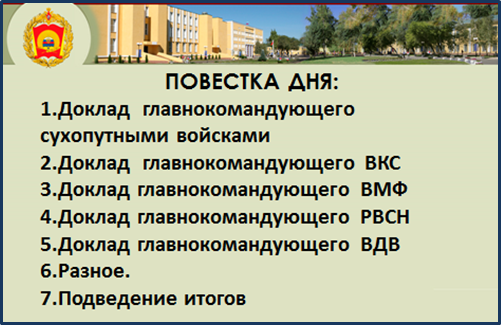 ПОВЕСТКА ДНЯ:
1.Доклад главнокомандующего
сухопутными войсками
2.Доклад главнокомандующего ВКС
3.Доклад главнокомандующего ВМФ
4.Доклад главнокомандующего РВСН
5.Доклад главнокомандующего ВДВ
6.Разное.
7.Подведение итогов